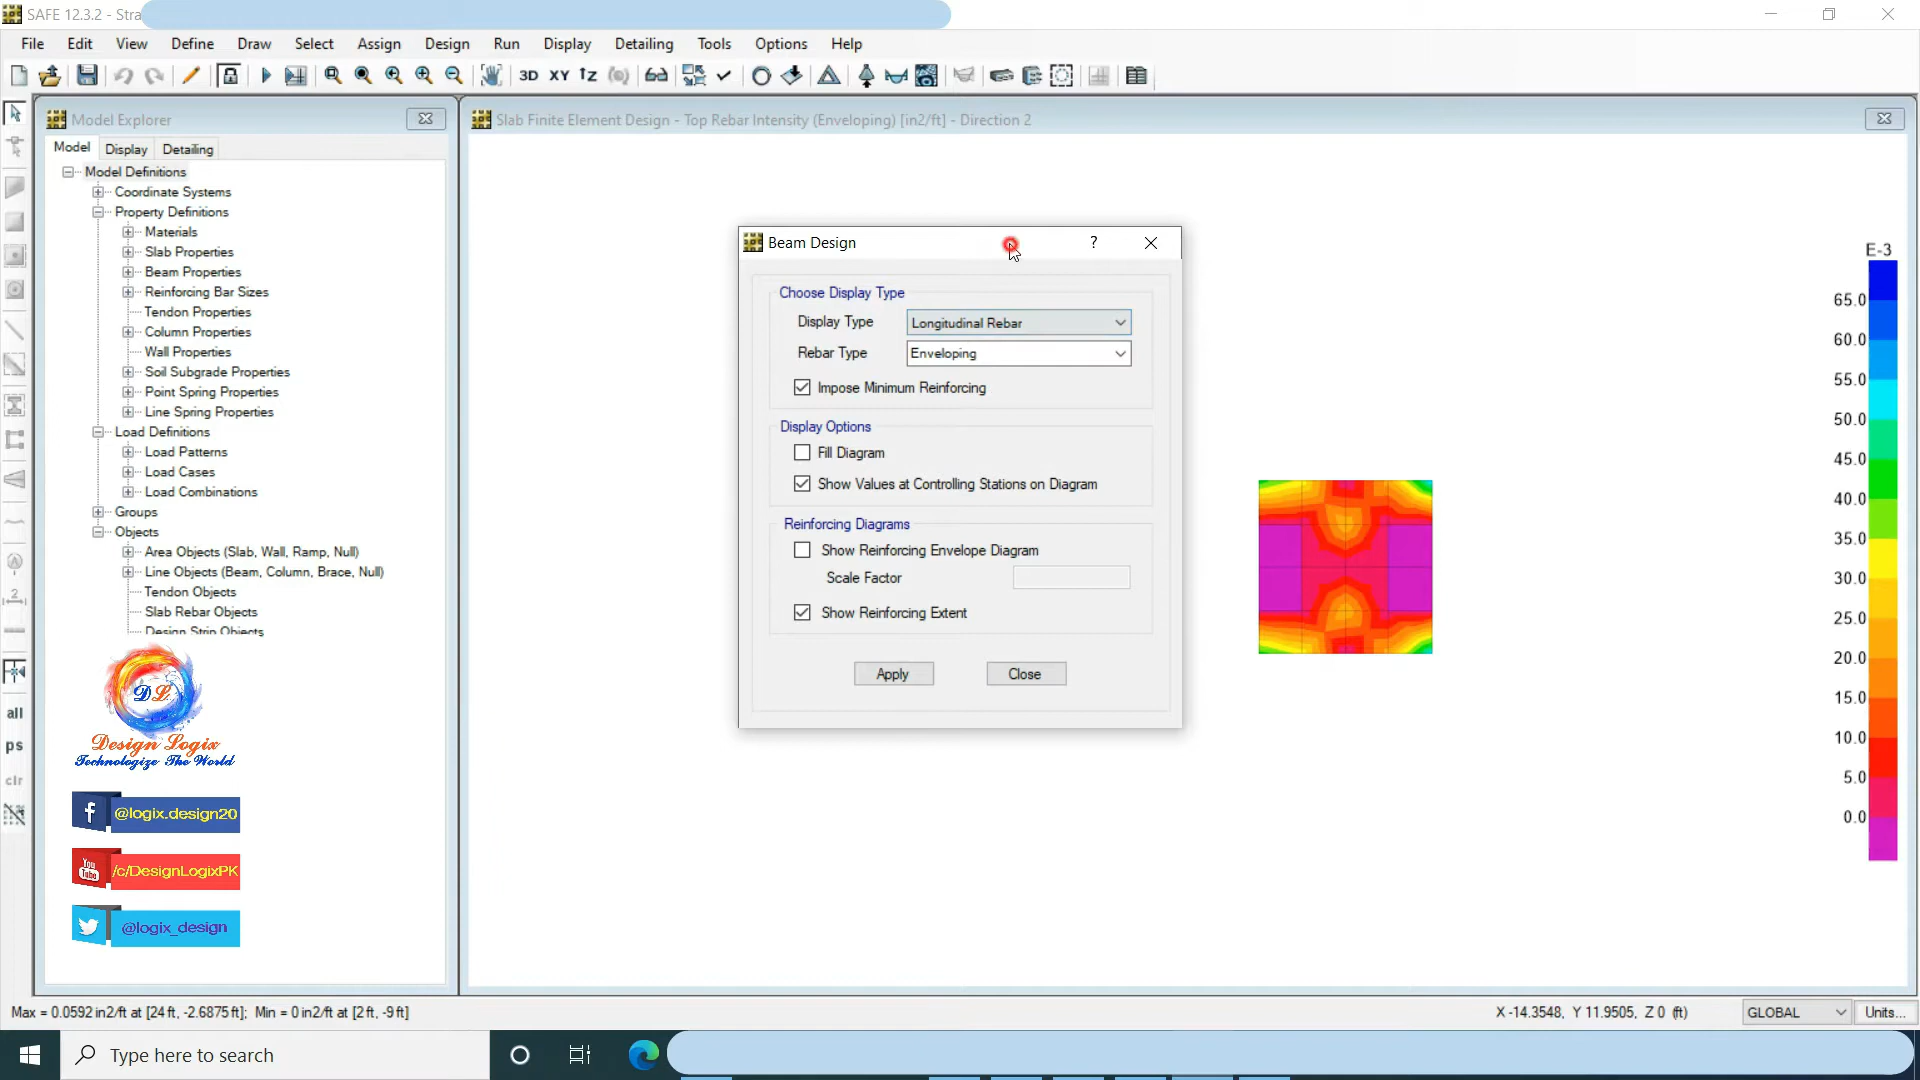 SAFE 12.3.2 - Stra
File Edit View Define Draw Select Assign Design Run Display Detailing Tools Options Help
3D XY
Model Explorer
Slab Finite Element Design - Top Rebar Intensity (Enveloping) [in2/ft] - Direction 2
Model Display Detailing
Model Definitions
Coordinate Systems
Property Definitions
Materials
Slab Properties
Beam Properties
Reinforcing Bar Sizes
Tendon Properties
Column Properties
Wall Properties
Soil Subgrade Properties
Point Spring Properties
Line Spring Properties
Load Definitions
Load Patterns
Load Cases
Load Combinations
Groups
Objects
Area Objects (Slab, Wall, Ramp, Null)
Line Objects (Beam, Column, Brace, Null)
Tendon Objects
Slab Rebar Objects
Design Strip Objects
Beam Design
?
Choose Display Type
Display Type Longitudinal Rebar
Rebar Type Enveloping
Impose Minimum Reinforcing
Display Options
Fill Diagram
Show Values at Controlling Stations on Diagram
Reinforcing Diagrams
Show Reinforcing Envelope Diagram
Scale Factor
Show Reinforcing Extent
Apply Close
E-3
65.0
60.0
55.0
50.0
45.0
40.0
35.0
30.0
25.0
20.0
15.0
10.0
5.0
0.0
all
ps
clr
DL
Design Logix
Technologize The World
f @logix.design20
You Tube /c/DesignLogixPK
@logix_design
Max = 0.0592 in2/ft at [24 ft, -2.6875 ft]; Min = 0 in2/ft at [2 ft, -9 ft]
X -14.3548, Y 11.9505, Z 0 (ft)
GLOBAL
Units...
Type here to search